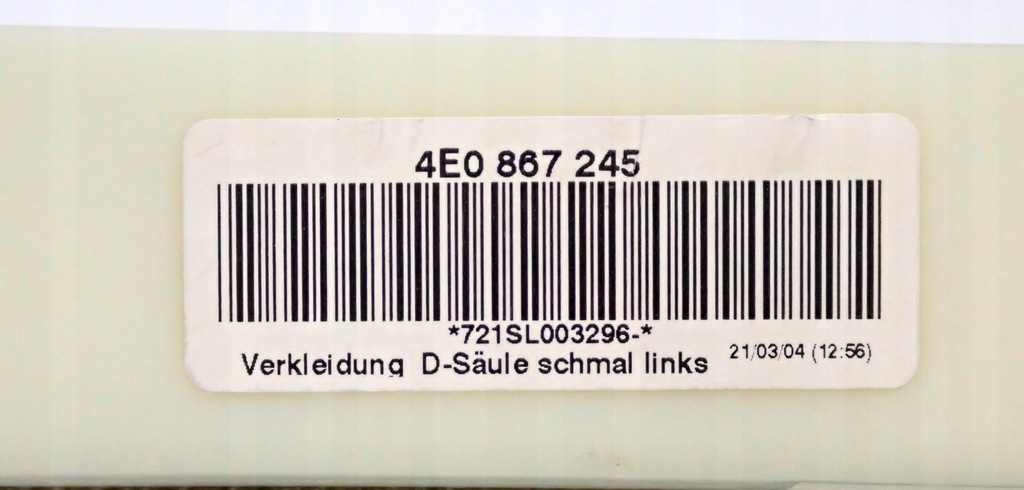 4E0 867 245
*721SL003296-*
Verkleidung D-Säule schmal links 21/03/04 (12:56)